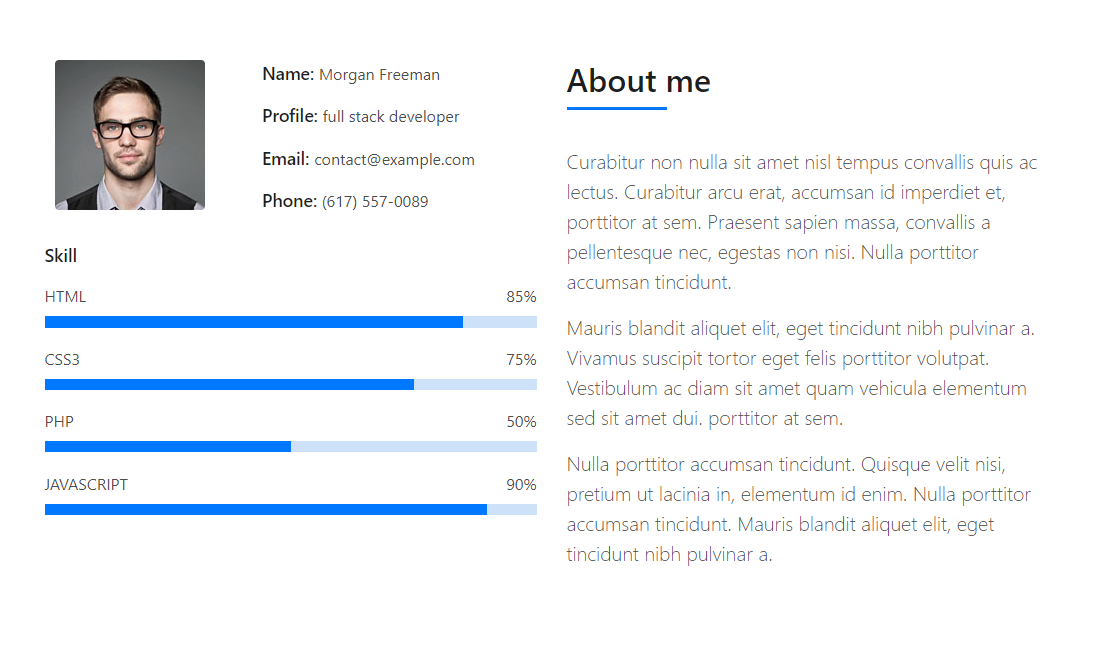 Name: Morgan Freeman
Profile: full stack developer
Email: contact@example.com
Phone: (617) 557-0089
Skill
HTML 85%
CSS3 75%
PHP 50%
JAVASCRIPT 90%
About me
Curabitur non nulla sit amet nisl tempus convallis quis ac
lectus. Curabitur arcu erat, accumsan id imperdiet et,
porttitor at sem. Praesent sapien massa, convallis a
pellentesque nec, egestas non nisi. Nulla porttitor
accumsan tincidunt.
Mauris blandit aliquet elit, eget tincidunt nibh pulvinar a.
Vivamus suscipit tortor eget felis porttitor volutpat.
Vestibulum ac diam sit amet quam vehicula elementum
sed sit amet dui. porttitor at sem.
Nulla porttitor accumsan tincidunt. Quisque velit nisi,
pretium ut lacinia in, elementum id enim. Nulla porttitor
accumsan tincidunt. Mauris blandit aliquet elit, eget
tincidunt nibh pulvinar a.